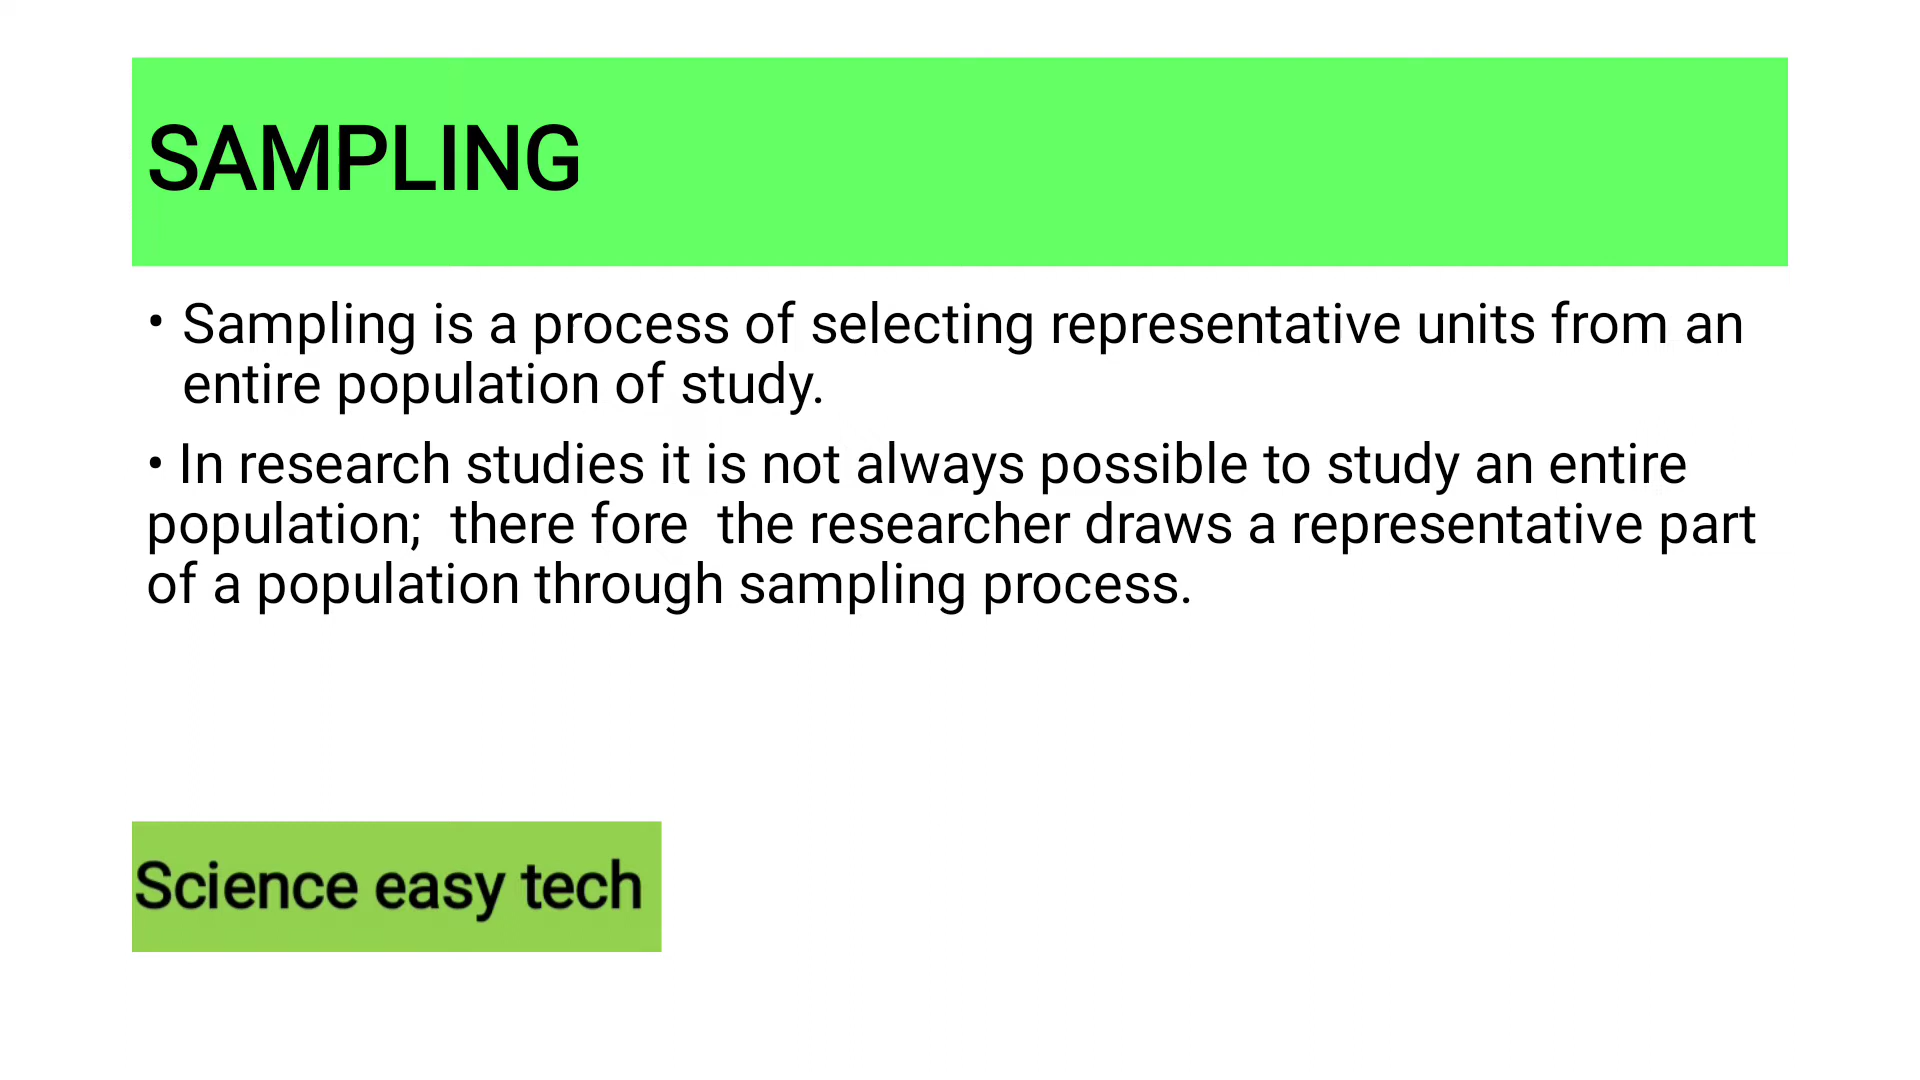 SAMPLING
• Sampling is a process of selecting representative units from an
entire population of study.
• In research studies it is not always possible to study an entire
population;  there fore  the researcher draws a representative part
of a population through sampling process.
Science easy tech